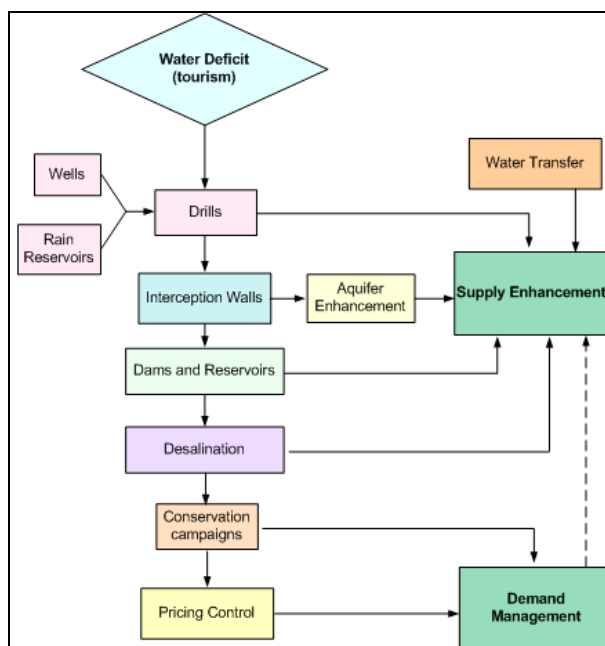 Water Deficit
(tourism)
Wells
Water Transfer
Drills
Rain
Reservoirs
Interception Walls
Aquifer
Enhancement
Supply Enhancement
Dams and Reservoirs
Desalination
Conservation
campaigns
Pricing Control
Demand
Management